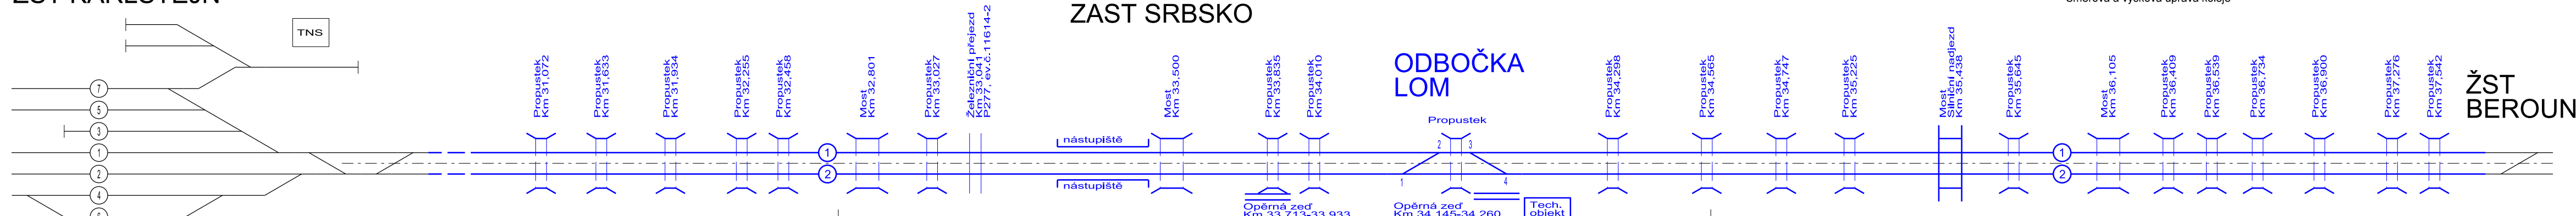 ZAST SRBSKO
TNS
7
5
3
1
2
4
Propustek
Km 31,072
Propustek
Km 31,633
Propustek
Km 31,934
Propustek
Km 32,255
Propustek
Km 32,458
Most
Km 32,801
Propustek
Km 33,027
Železniční přejezd
Km 33,041
P277, ev.č.11614-2
1
2
nástupiště
nástupiště
Most
Km 33,500
Propustek
Km 33,835
Propustek
Km 34,010
Opěrná zeď
Km 33,713-33,933
ODBOČKA
LOM
Propustek
2
3
1
4
Opěrná zeď
Km 34,145-34,260
Tech.
objekt
Propustek
Km 34,298
Propustek
Km 34,565
Propustek
Km 34,747
Propustek
Km 35,225
Most
Silniční nadjezd
Km 35,438
Propustek
Km 35,645
1
2
Most
Km 36,105
Propustek
Km 36,409
Propustek
Km 36,539
Propustek
Km 36,734
Propustek
Km 36,900
Propustek
Km 37,276
Propustek
Km 37,542
ŽST
BEROUN